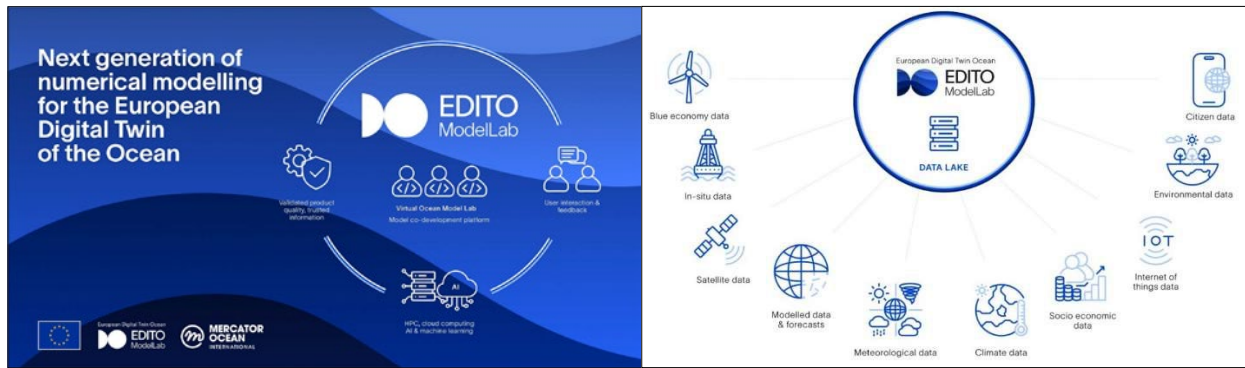 Next generation of
numerical modelling
for the European
Digital Twin
of the Ocean
EDITO
ModelLab
Validated product
quality, trusted
information
Virtual Ocean Model Lab
Model co-development platform
User interaction &
feedback
AI
HPC, cloud computing
AI & machine learning
European Digital Twin Ocean
EDITO
ModelLab
MERCATOR
OCEAN
INTERNATIONAL
European Digital Twin Ocean
EDITO
ModelLab
DATA LAKE
Blue economy data
In-situ data
Satellite data
Modelled data
& forecasts
Meteorological data
Climate data
Socio economic
data
IOT
Internet of
things data
Environmental data
Citizen data